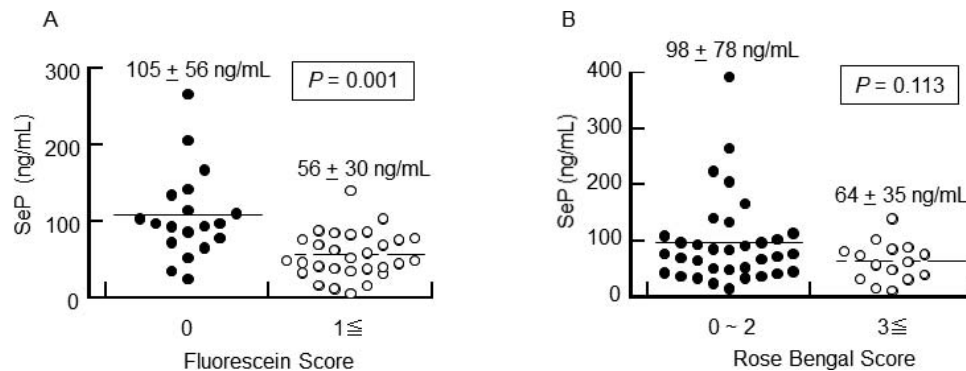 A
105 ± 56 ng/mL
P = 0.001
56 ± 30 ng/mL
SeP (ng/mL)
300
200
100
0
0
1≦
Fluorescein Score
B
98 ± 78 ng/mL
P = 0.113
64 ± 35 ng/mL
SeP (ng/mL)
400
300
200
100
0
0 ~ 2
3≦
Rose Bengal Score